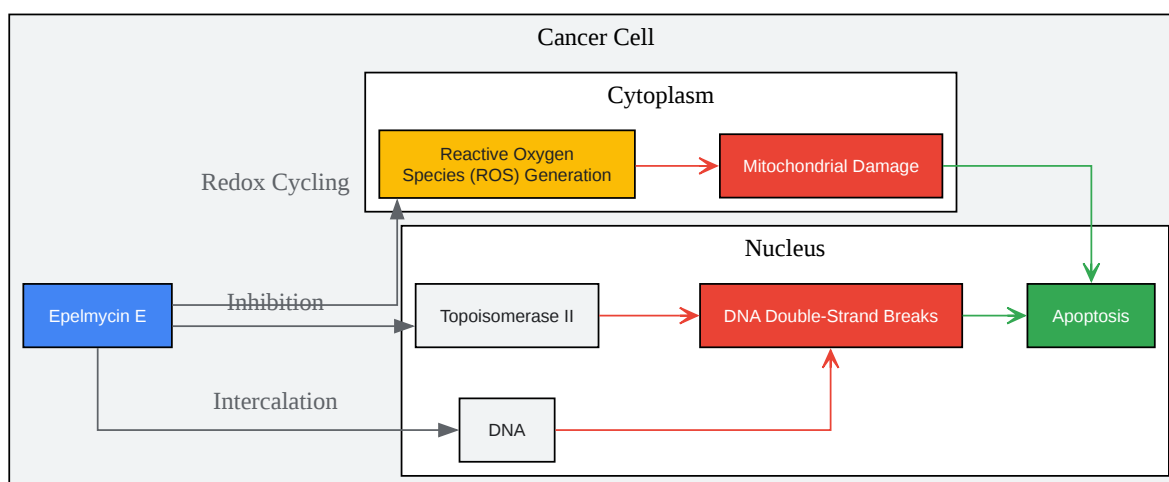 Cancer Cell
Cytoplasm
Reactive Oxygen
Species (ROS) Generation
Mitochondrial Damage
Redox Cycling
Nucleus
Epelmycin E
Inhibition
Topoisomerase II
DNA Double-Strand Breaks
Apoptosis
Intercalation
DNA